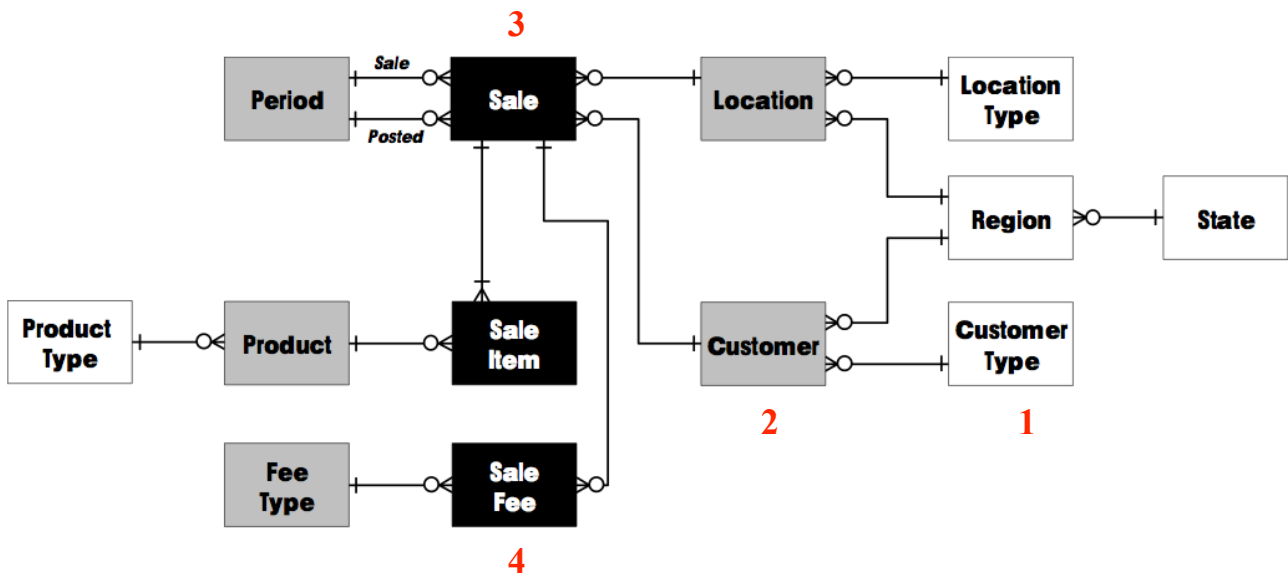 3
Sale
Period
Sale
Location
Location
Type
Posted
Region
State
Product
Type
Product
Sale
Item
Customer
Customer
Type
2
1
Fee
Type
Sale
Fee
4